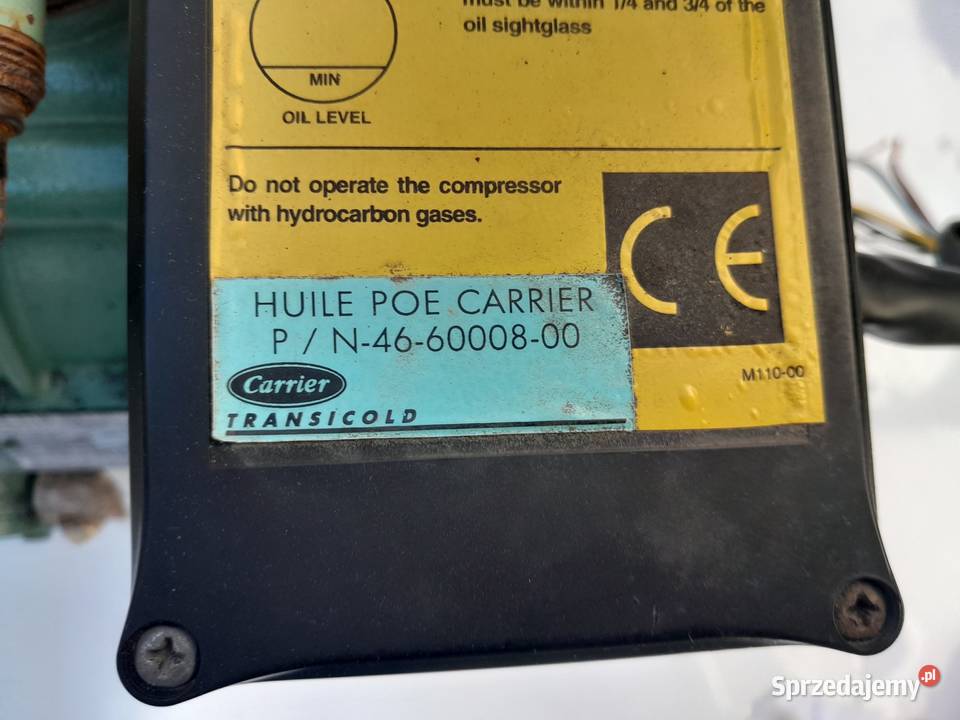 must be within 1/4 and 3/4 of the
oil sightglass
MIN
OIL LEVEL
Do not operate the compressor
with hydrocarbon gases.
CE
HUILE POE CARRIER
P / N-46-60008-00
Carrier
TRANSICOLD
M110-00
Sprzedajemy.pl